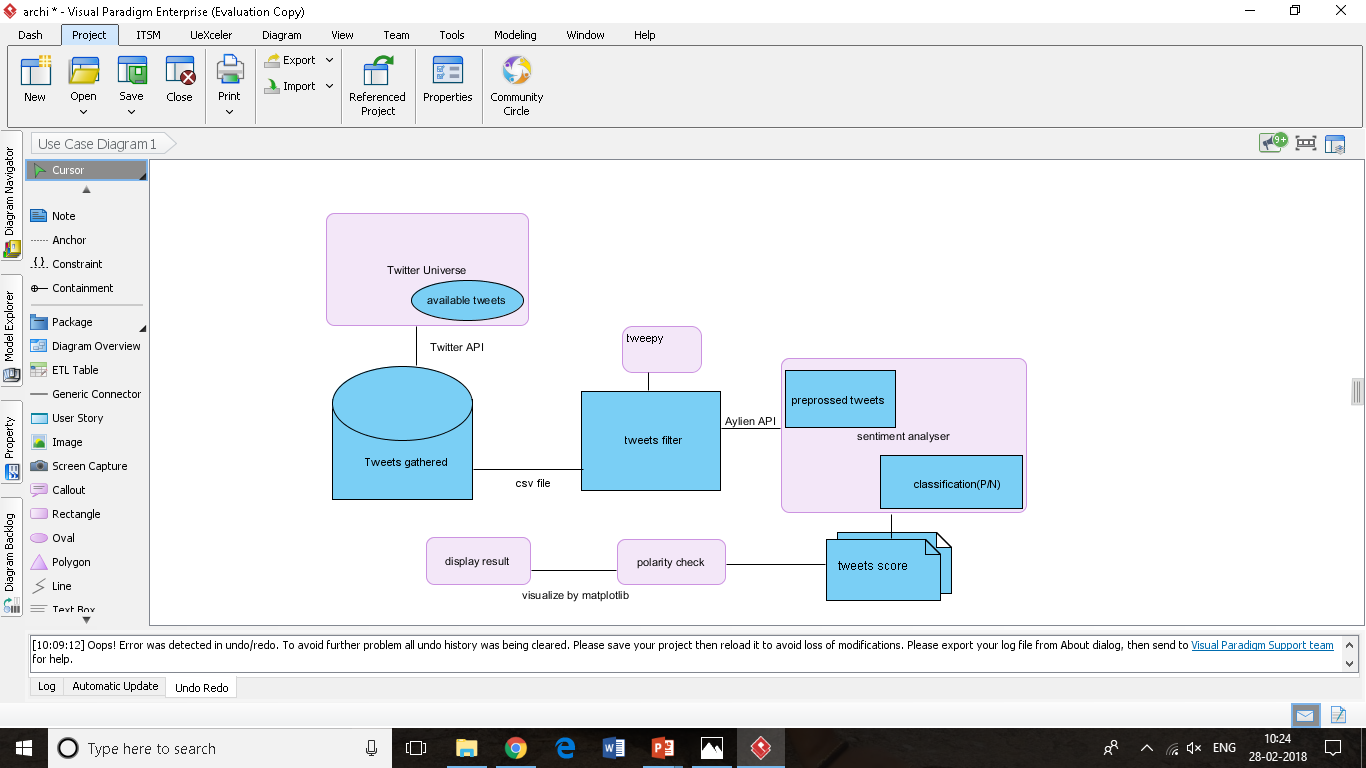 archi * - Visual Paradigm Enterprise (Evaluation Copy)
Dash Project ITSM UeXceler Diagram View Team Tools Modeling Window Help
New Open Save Close Print Export Import Referenced Project Properties Community Circle
Use Case Diagram 1
9+
Diagram Navigator
Model Explorer
Property
Diagram Backlog
Cursor
Note
Anchor
Constraint
Containment
Package
Diagram Overview
ETL Table
Generic Connector
User Story
Image
Screen Capture
Callout
Rectangle
Oval
Polygon
Line
Text Box
Twitter Universe
available tweets
Twitter API
Tweets gathered
csv file
tweepy
tweets filter
Aylien API
preprossed tweets
sentiment analyser
classification(P/N)
tweets score
polarity check
display result
visualize by matplotlib
[10:09:12] Oops! Error was detected in undo/redo. To avoid further problem all undo history was being cleared. Please save your project then reload it to avoid loss of modifications. Please export your log file from About dialog, then send to Visual Paradigm Support team
for help.
Log Automatic Update Undo Redo
Type here to search
ENG
10:24
28-02-2018